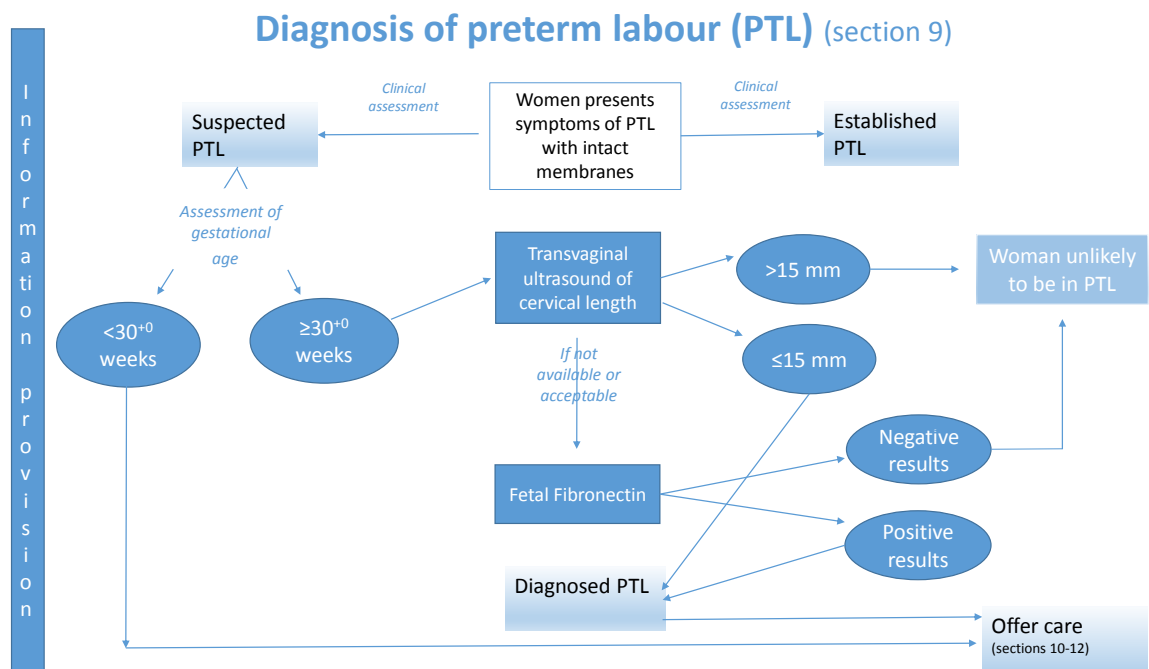 Diagnosis of preterm labour (PTL) (section 9)
Information provision
Clinical
assessment
Women presents
symptoms of PTL
with intact
membranes
Clinical
assessment
Suspected
PTL
Established
PTL
Assessment of
gestational
age
Transvaginal
ultrasound of
cervical length
>15 mm
Woman unlikely
to be in PTL
<30⁺⁰
weeks
≥30⁺⁰
weeks
If not
available or
acceptable
≤15 mm
Negative
results
Fetal Fibronectin
Positive
results
Diagnosed PTL
Offer care
(sections 10-12)